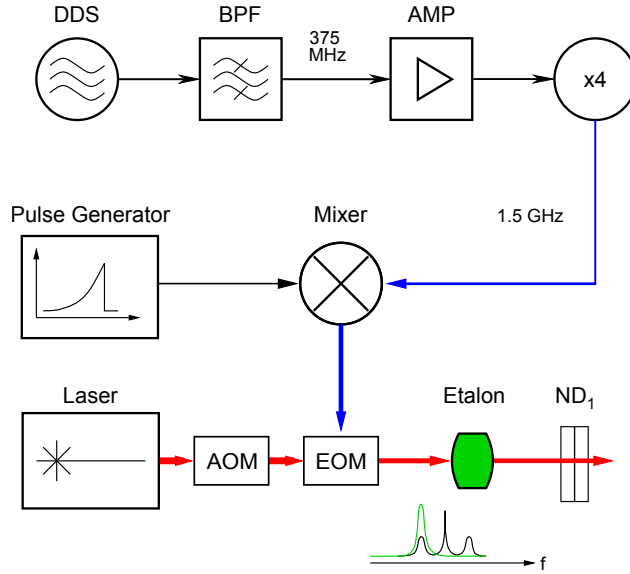 DDS
BPF
AMP
375
MHz
x4
Pulse Generator
Mixer
1.5 GHz
Laser
Etalon
ND₁
AOM
EOM
f